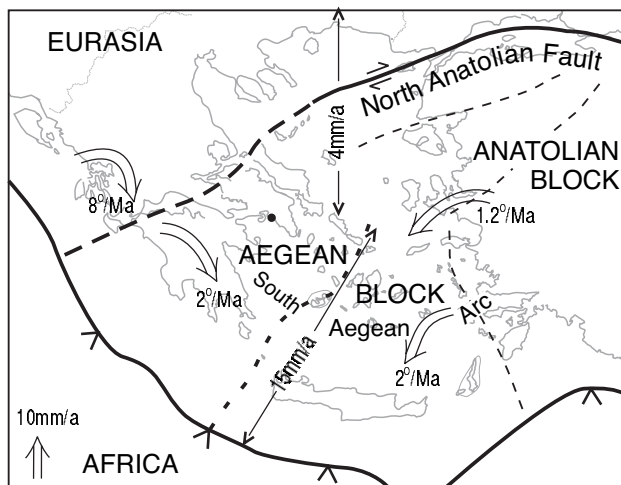 EURASIA
North Anatolian Fault
4mm/a
ANATOLIAN
BLOCK
8°/Ma
1.2°/Ma
AEGEAN
South
2°/Ma
BLOCK
Aegean
Arc
15mm/a
2°/Ma
10mm/a
AFRICA